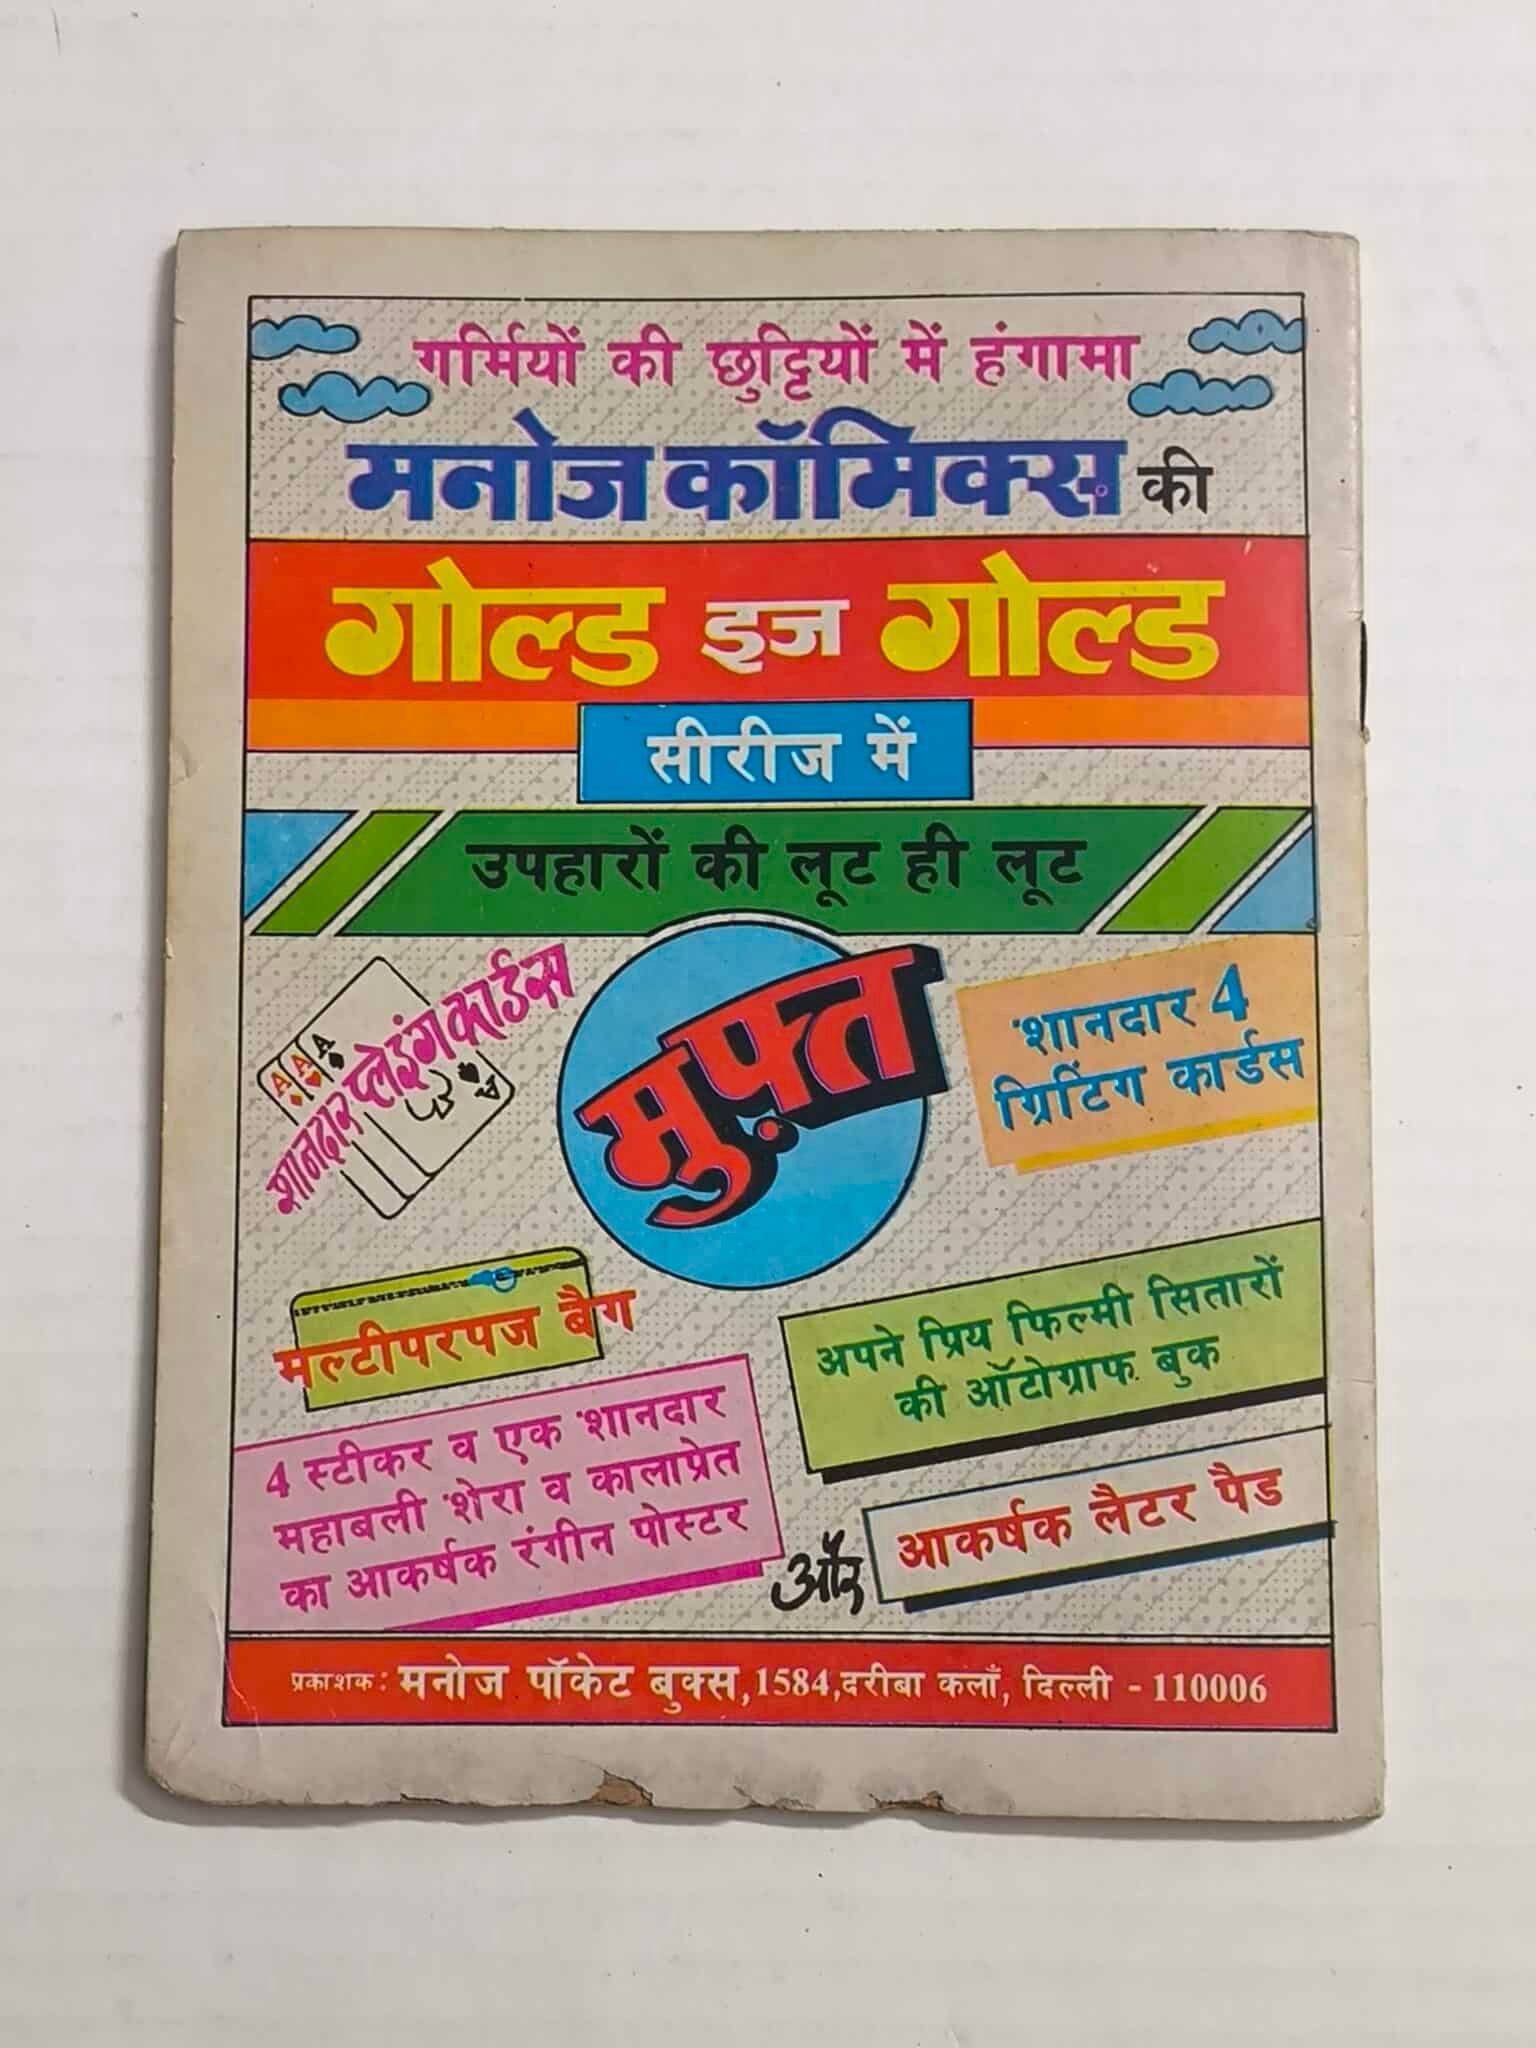 गर्मियों की छुट्टियों में हंगामा
मनोज कॉमिक्स की
गोल्ड इज गोल्ड
सीरीज में
उपहारों की लूट ही लूट
शानदार प्लेइंग कार्डस
A A A
A
मुफ़्त
शानदार 4
ग्रिटिंग कार्डस
मल्टीपरपज बैग
अपने प्रिय फिल्मी सितारों
की ऑटोग्राफ बुक
4 स्टीकर व एक शानदार
महाबली शेरा व कालाप्रेत
का आकर्षक रंगीन पोस्टर
और
आकर्षक लैटर पैड
प्रकाशक: मनोज पॉकेट बुक्स, 1584, दरीबा कलाँ, दिल्ली - 110006